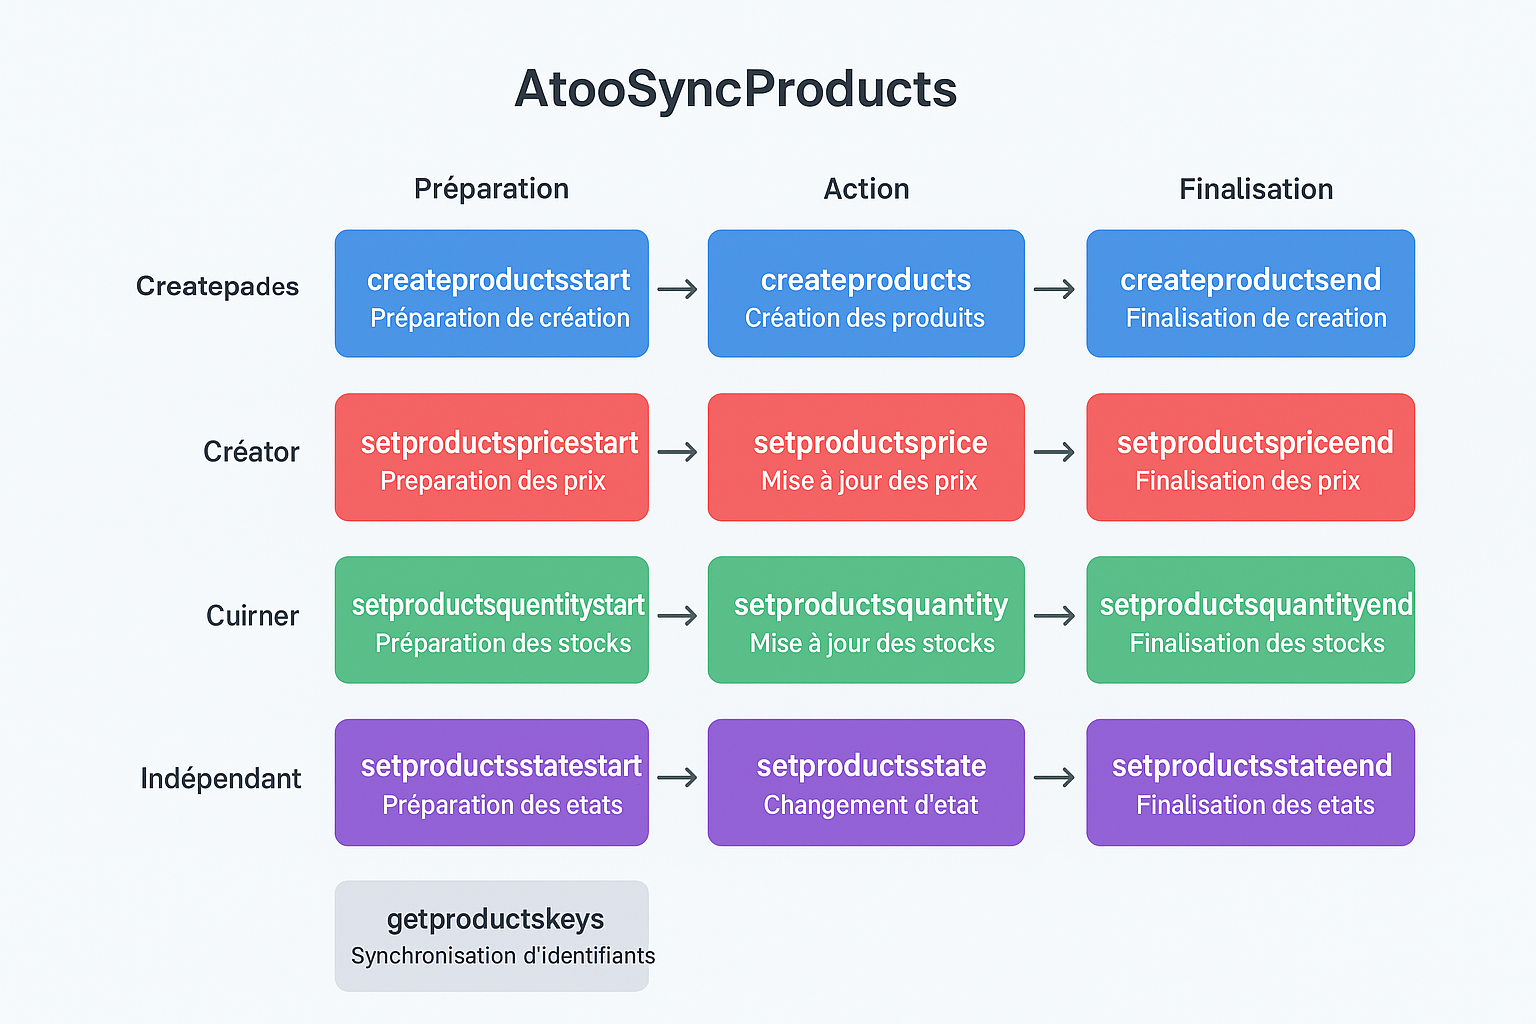 AtooSyncProducts
Préparation Action Finalisation
Createpades
createproductsstart createproducts createproductsend
Préparation de création Création des produits Finalisation de creation
Créator
setproductspricestart setproductsprice setproductspriceend
Preparation des prix Mise à jour des prix Finalisation des prix
Cuirner
setproductsquentitystart setproductsquantity setproductsquantityend
Préparation des stocks Mise à jour des stocks Finalisation des stocks
Indépendant
setproductsstatestart setproductsstate setproductsstateend
Préparation des etats Changement d'etat Finalisation des etats
getproductskeys
Synchronisation d'identifiants